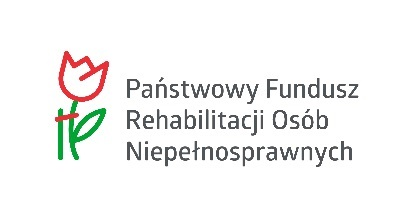 Państwowy Fundusz
Rehabilitacji Osób
Niepełnosprawnych